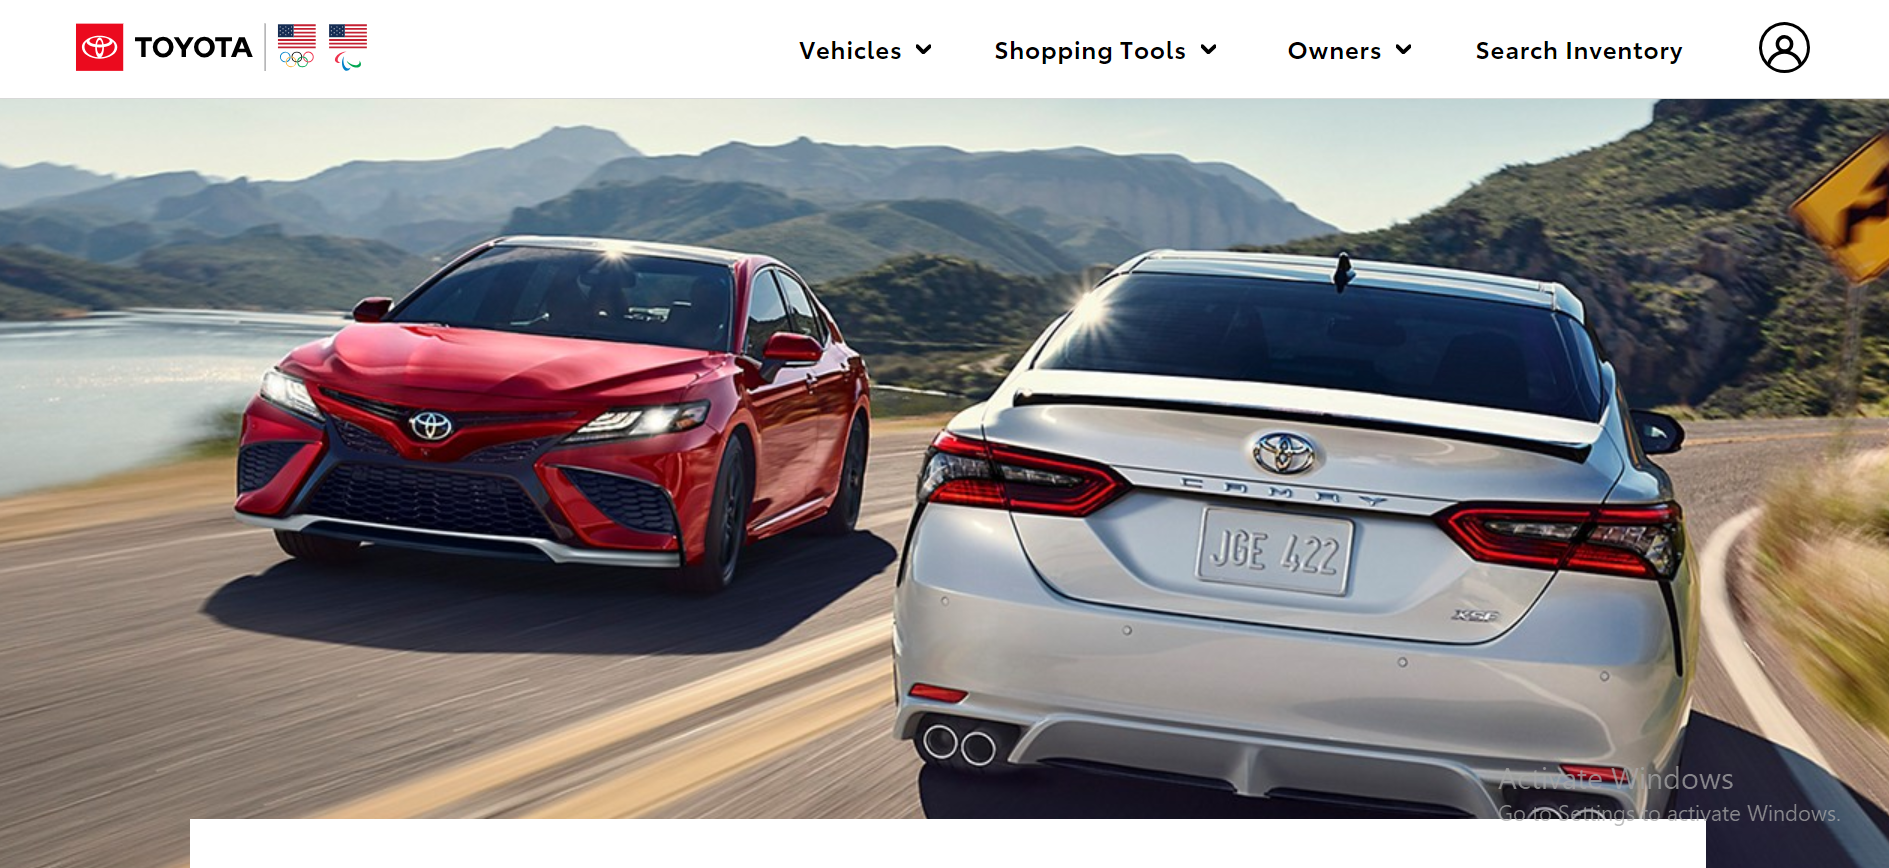 TOYOTA
Vehicles
Shopping Tools
Owners
Search Inventory
CAMRY
JGE 422
XSE
Activate Windows
Go to Settings to activate Windows.